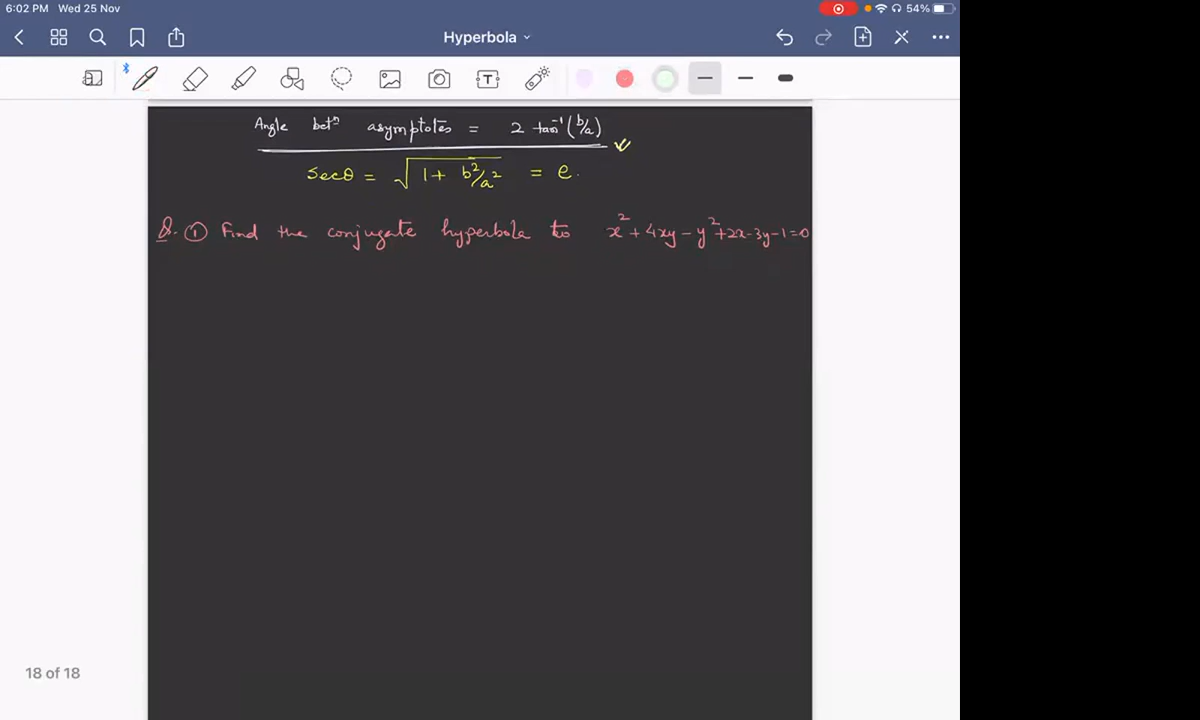 6:02 PM Wed 25 Nov
54%
Hyperbola
T
Angle betⁿ asymptotes = 2 tan⁻¹(b/a)
secθ = √(1 + b²/a²) = e.
Q. ① Find the conjugate hyperbola to x² + 4xy - y² + 2x - 3y - 1 = 0
18 of 18